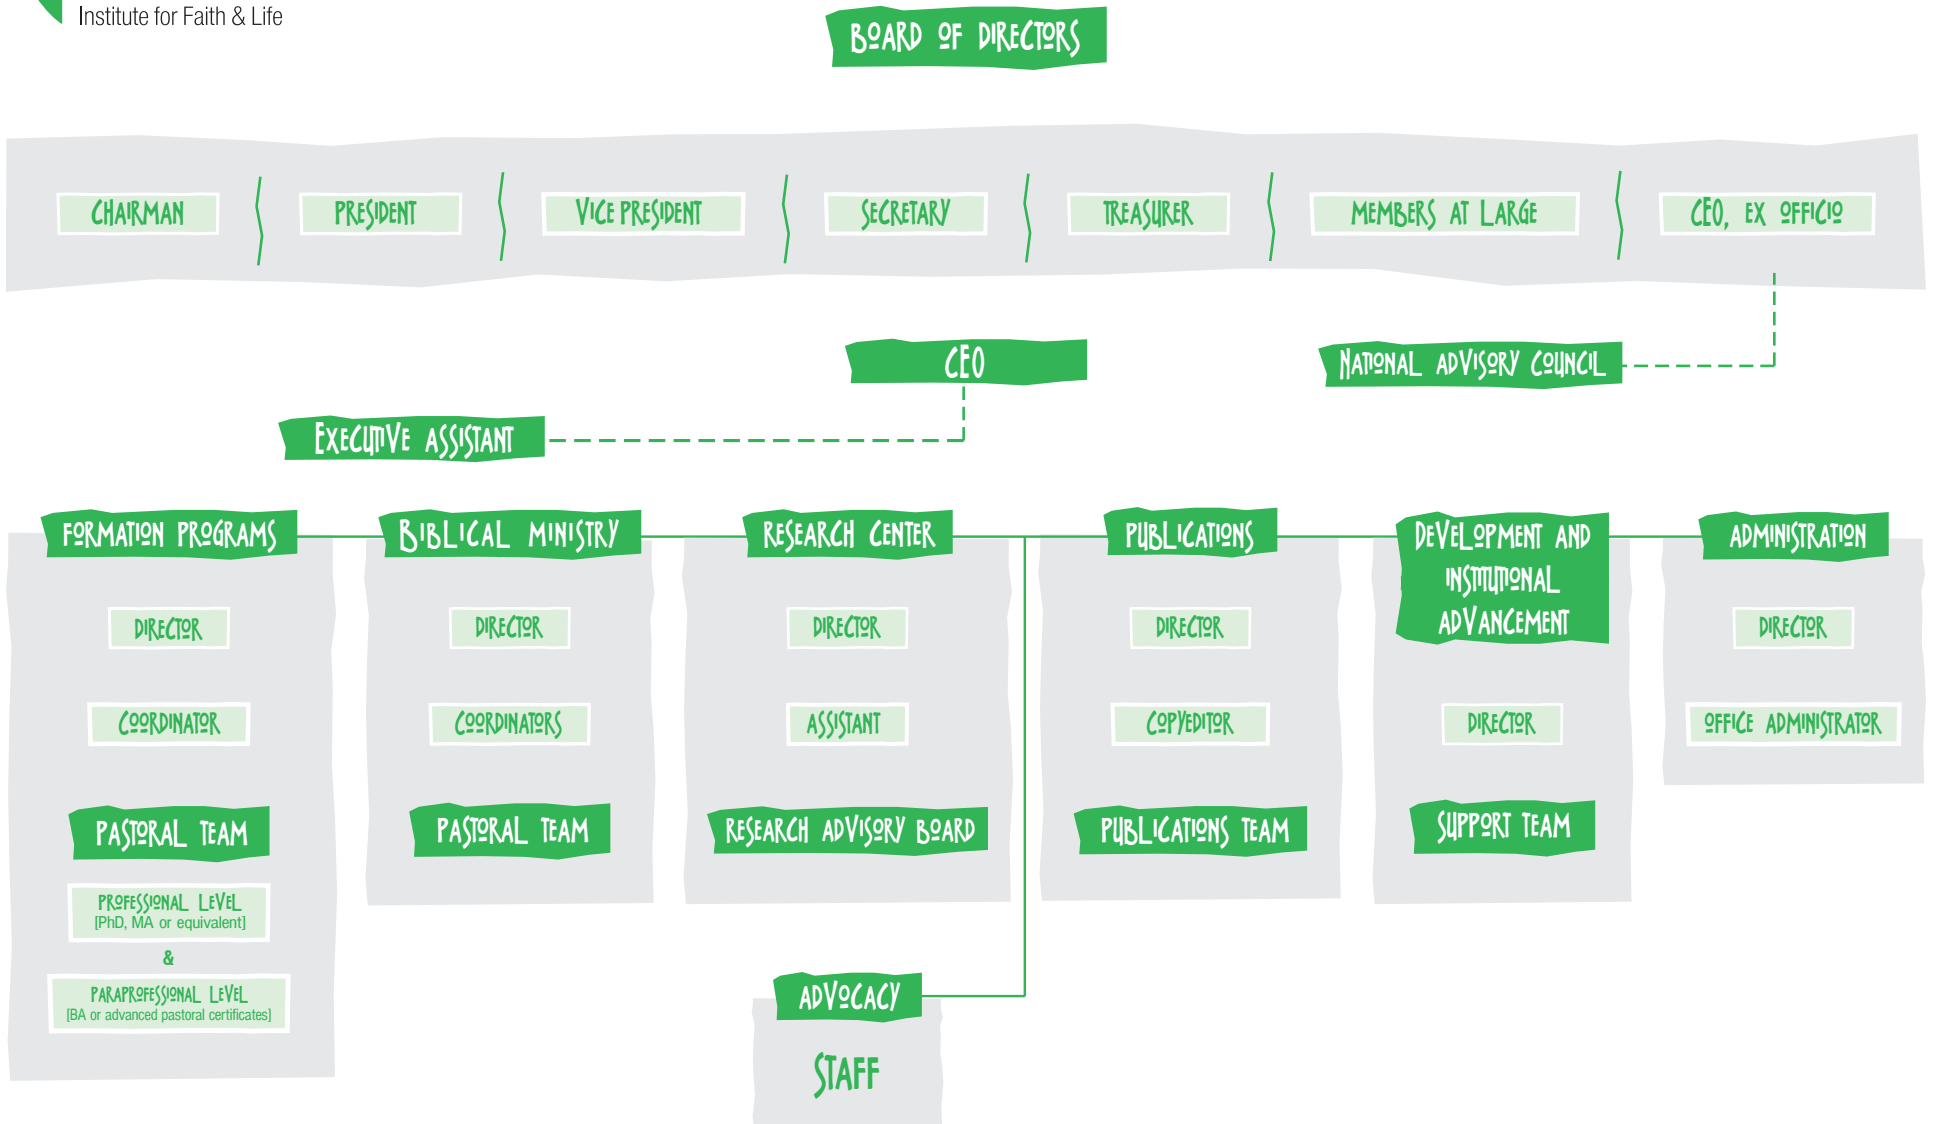 Institute for Faith & Life
BOARD OF DIRECTORS
CHAIRMAN
PRESIDENT
VICE PRESIDENT
SECRETARY
TREASURER
MEMBERS AT LARGE
CEO, EX OFFICIO
CEO
NATIONAL ADVISORY COUNCIL
EXECUTIVE ASSISTANT
FORMATION PROGRAMS
DIRECTOR
COORDINATOR
PASTORAL TEAM
PROFESSIONAL LEVEL
[PhD, MA or equivalent]
&
PARAPROFESSIONAL LEVEL
[BA or advanced pastoral certificates]
BIBLICAL MINISTRY
DIRECTOR
COORDINATORS
PASTORAL TEAM
RESEARCH CENTER
DIRECTOR
ASSISTANT
RESEARCH ADVISORY BOARD
PUBLICATIONS
DIRECTOR
COPYEDITOR
PUBLICATIONS TEAM
DEVELOPMENT AND
INSTITUTIONAL
ADVANCEMENT
DIRECTOR
SUPPORT TEAM
ADMINISTRATION
DIRECTOR
OFFICE ADMINISTRATOR
ADVOCACY
STAFF